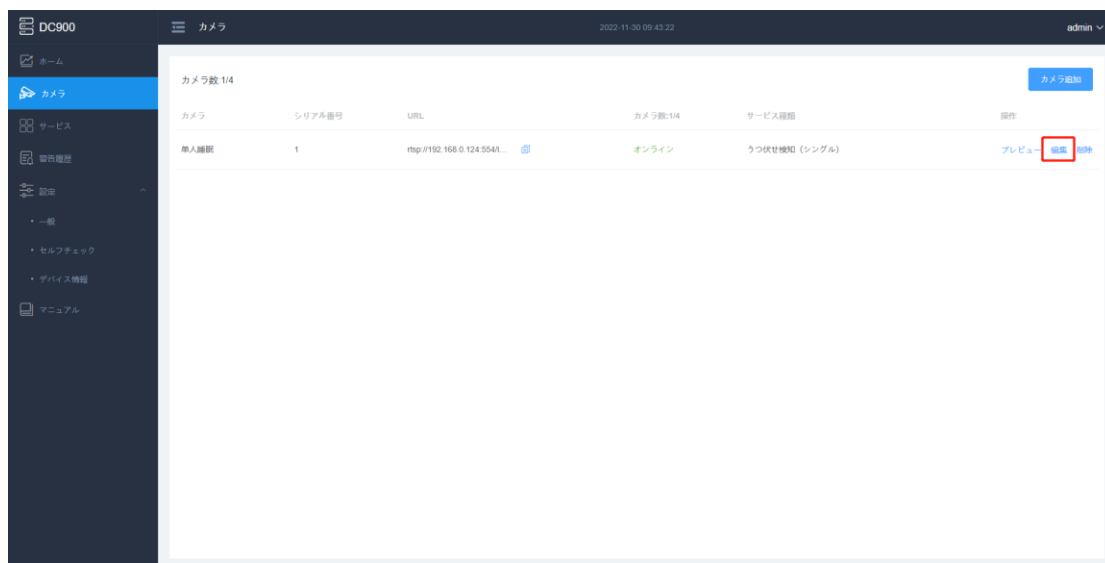 DC900
カメラ
2022-11-30 09:43:22
admin
ホーム
カメラ
サービス
警告履歴
設定
・一般
・セルフチェック
・デバイス情報
マニュアル
カメラ数:1/4
カメラ追加
カメラ シリアル番号 URL カメラ数:1/4 サービス種類 操作
单人睡眠 1 rtsp://192.168.0.124:554/l... オンライン うつ伏せ検知（シングル） プレビュー 編集 削除